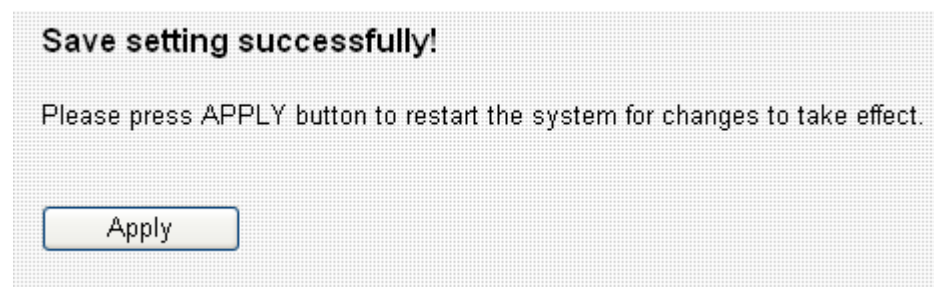 Save setting successfully!
Please press APPLY button to restart the system for changes to take effect.
Apply